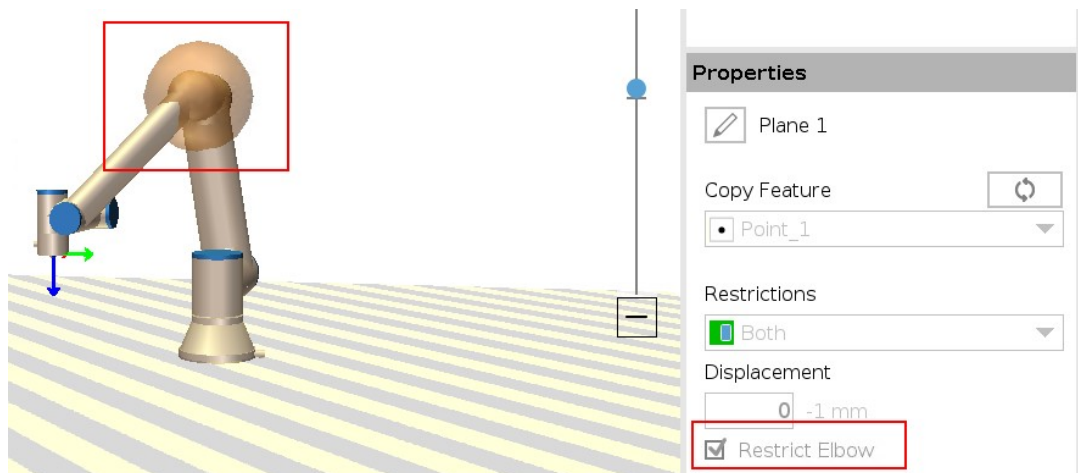 Properties
Plane 1
Copy Feature
Point_1
Restrictions
Both
Displacement
0 -1 mm
Restrict Elbow